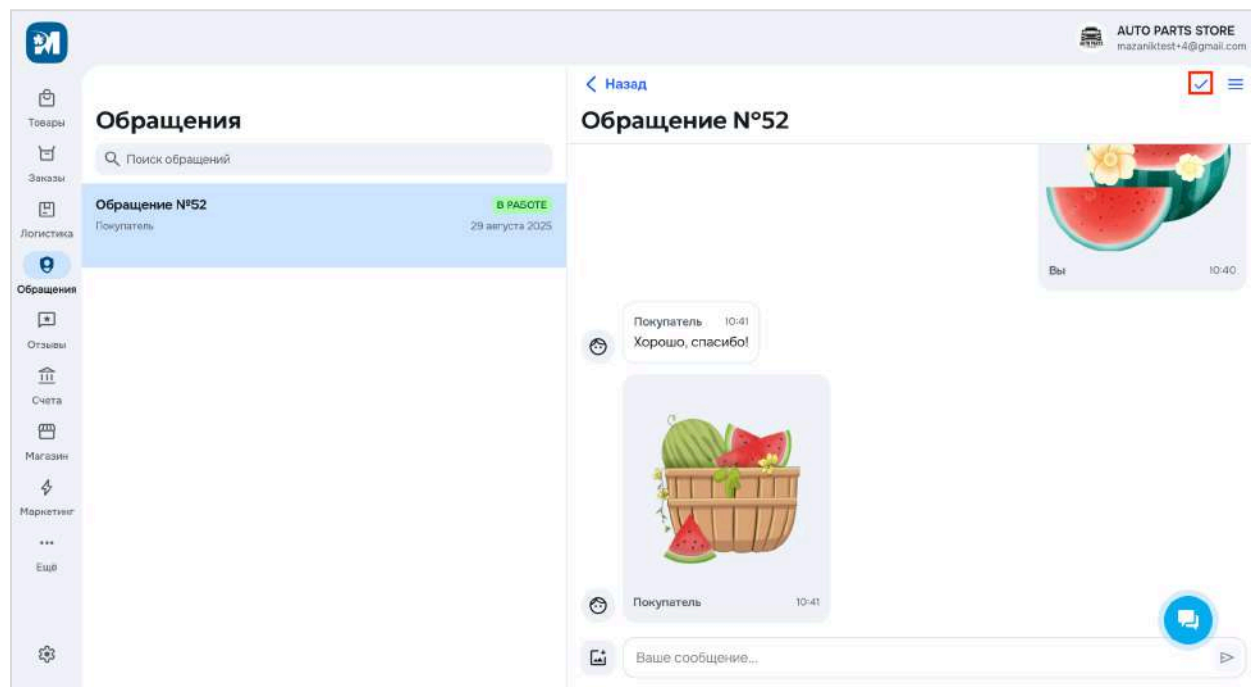 AUTO PARTS STORE
mazaniktest+4@gmail.com
Товары
Заказы
Логистика
Обращения
Отзывы
Счета
Магазин
Маркетинг
Ещё
Обращения
Поиск обращений
Обращение №52
В РАБОТЕ
Покупатель
29 августа 2025
Назад
Обращение №52
Вы
10:40
Покупатель 10:41
Хорошо, спасибо!
Покупатель 10:41
Ваше сообщение...